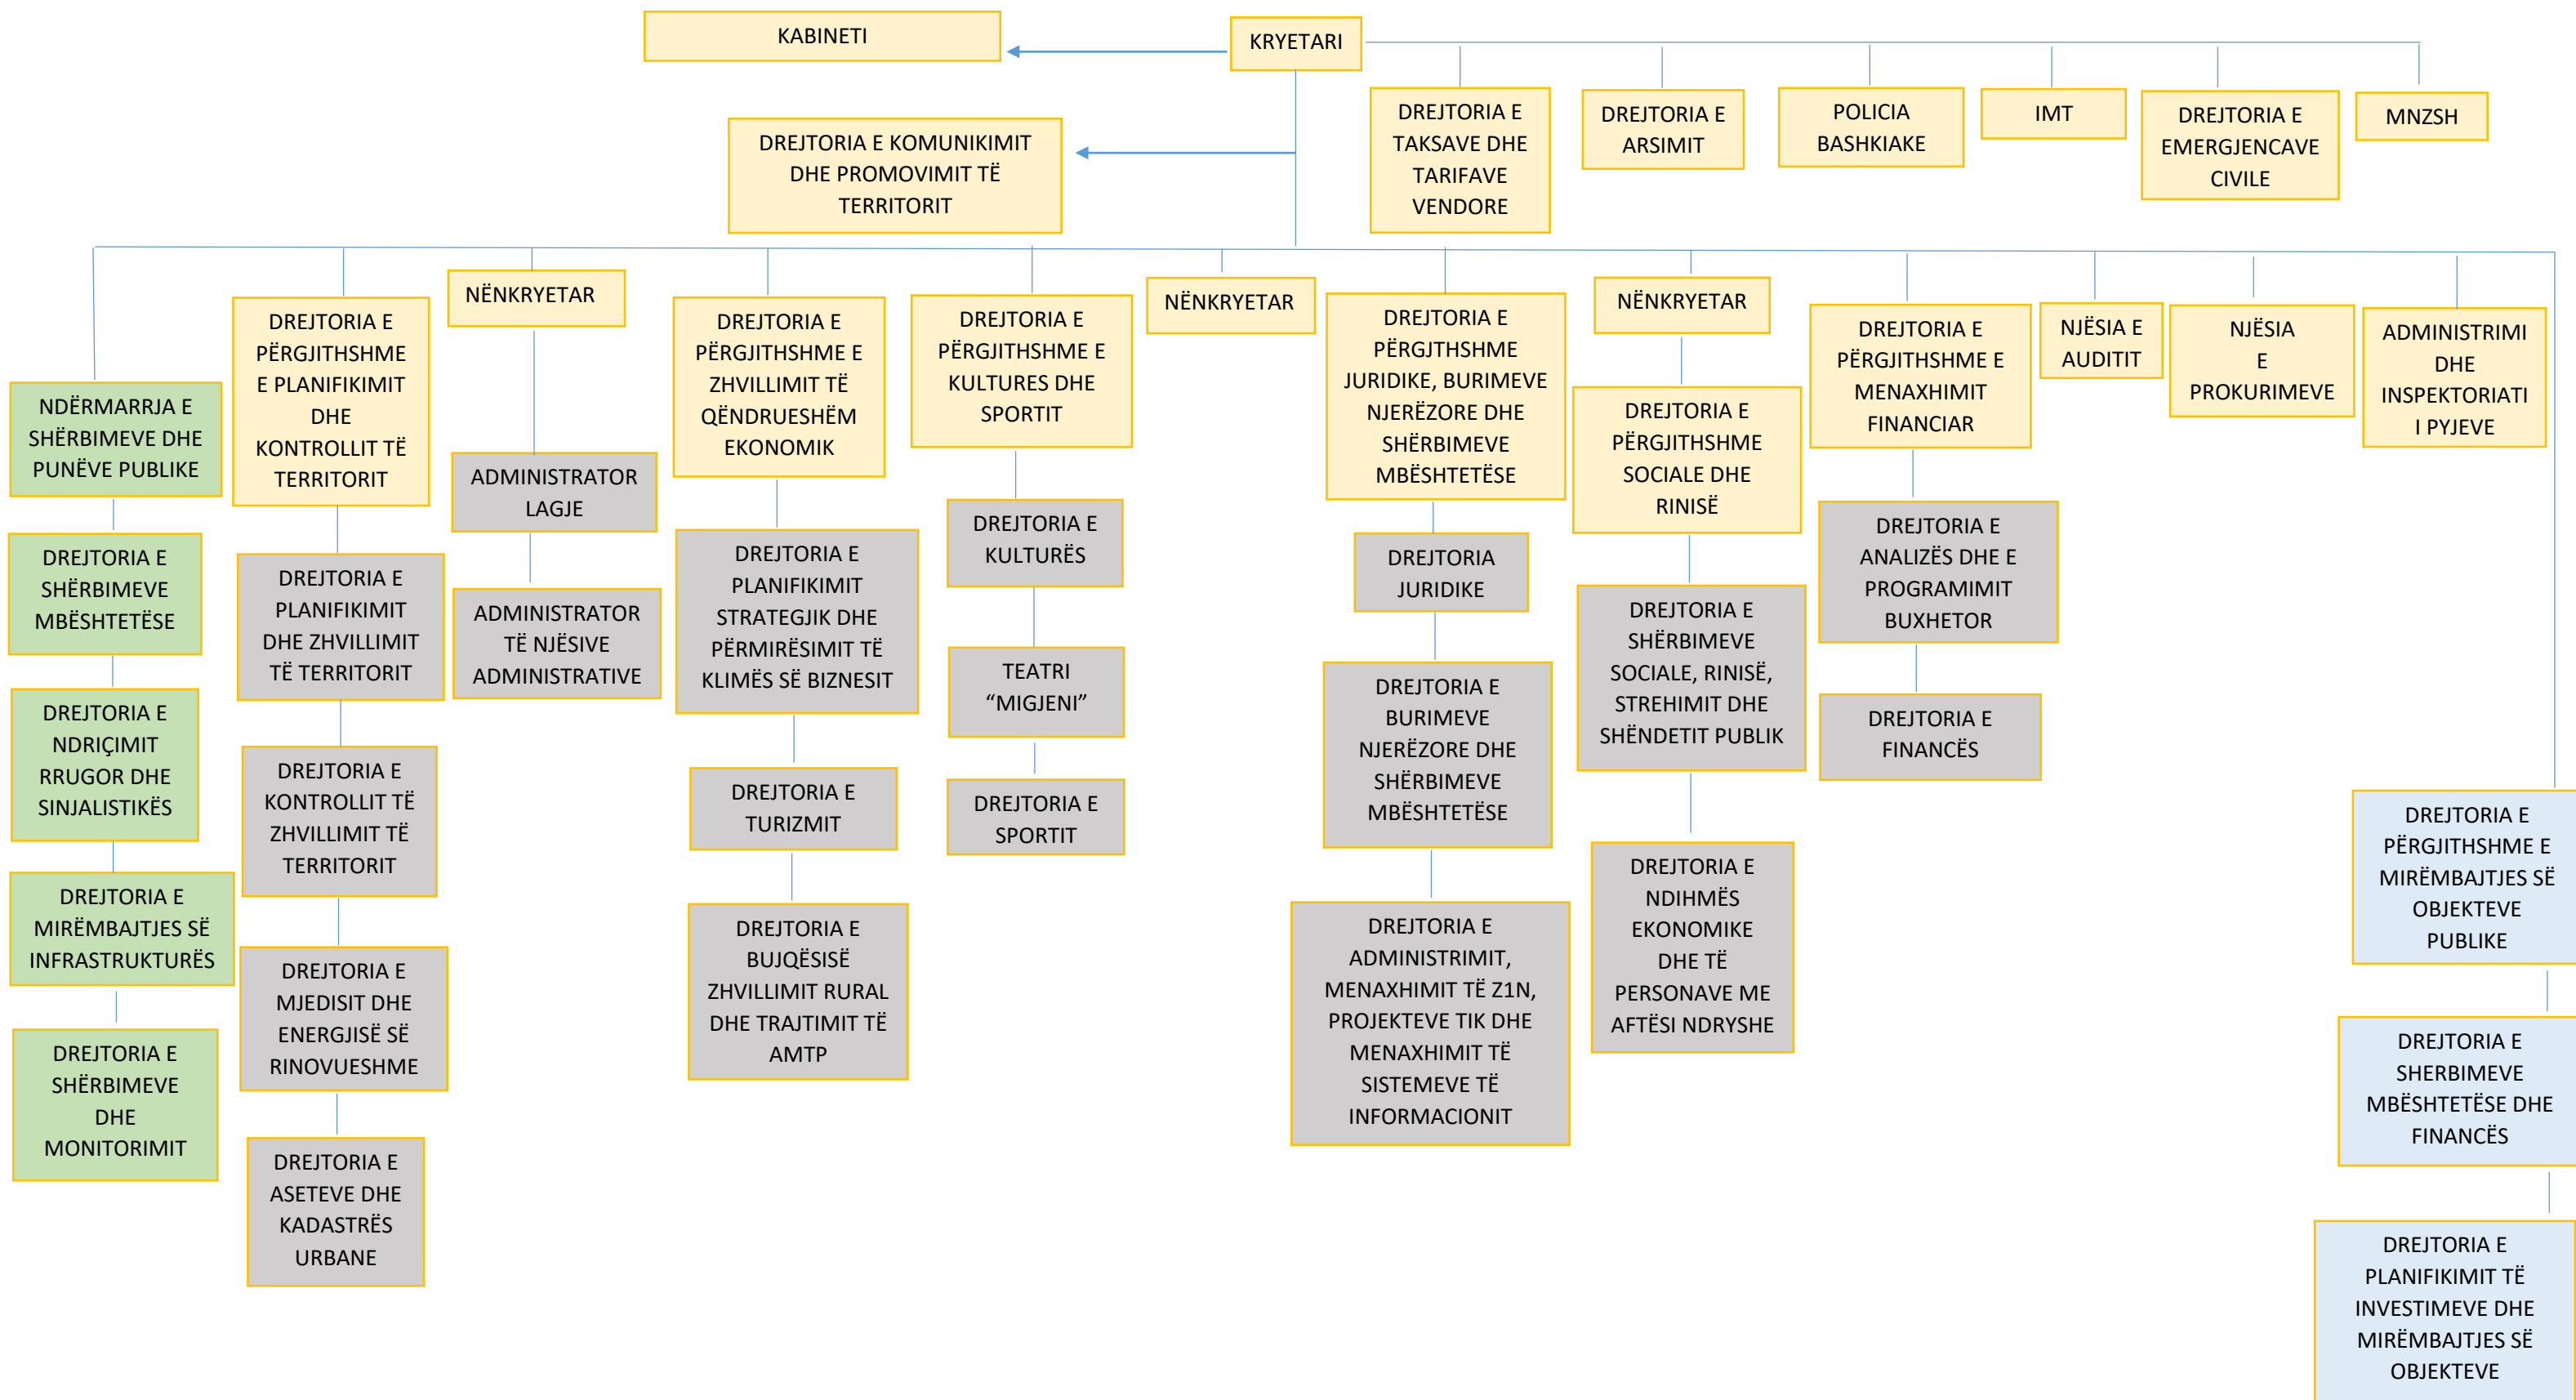 KABINETI
KRYETARI
DREJTORIA E KOMUNIKIMIT
DHE PROMOVIMIT TË
TERRITORIT
DREJTORIA E
TAKSAVE DHE
TARIFAVE
VENDORE
DREJTORIA E
ARSIMIT
POLICIA
BASHKIAKE
IMT
DREJTORIA E
EMERGJENCAVE
CIVILE
MNZSH
NDËRMARRJA E
SHËRBIMEVE DHE
PUNËVE PUBLIKE
DREJTORIA E
SHËRBIMEVE
MBËSHTETËSE
DREJTORIA E
NDRIÇIMIT
RRUGOR DHE
SINJALISTIKËS
DREJTORIA E
MIRËMBAJTJES SË
INFRASTRUKTURËS
DREJTORIA E
SHËRBIMEVE
DHE
MONITORIMIT
DREJTORIA E
PËRGJITHSHME
E PLANIFIKIMIT
DHE
KONTROLLIT TË
TERRITORIT
DREJTORIA E
PLANIFIKIMIT
DHE ZHVILLIMIT
TË TERRITORIT
DREJTORIA E
KONTROLLIT TË
ZHVILLIMIT TË
TERRITORIT
DREJTORIA E
MJEDISIT DHE
ENERGJISË SË
RINOVUESHME
DREJTORIA E
ASETEVE DHE
KADASTRËS
URBANE
NËNKRYETAR
ADMINISTRATOR
LAGJE
ADMINISTRATOR
TË NJËSIVE
ADMINISTRATIVE
DREJTORIA E
PËRGJITHSHME E
ZHVILLIMIT TË
QËNDRUESHËM
EKONOMIK
DREJTORIA E
PLANIFIKIMIT
STRATEGJIK DHE
PËRMIRËSIMIT TË
KLIMËS SË BIZNESIT
DREJTORIA E
TURIZMIT
DREJTORIA E
BUJQËSISË
ZHVILLIMIT RURAL
DHE TRAJTIMIT TË
AMTP
DREJTORIA E
PËRGJITHSHME E
KULTURES DHE
SPORTIT
DREJTORIA E
KULTURËS
TEATRI
“MIGJENI”
DREJTORIA E
SPORTIT
NËNKRYETAR
DREJTORIA E
PËRGJTHSHME
JURIDIKE, BURIMEVE
NJERËZORE DHE
SHËRBIMEVE
MBËSHTETËSE
DREJTORIA
JURIDIKE
DREJTORIA E
BURIMEVE
NJERËZORE DHE
SHËRBIMEVE
MBËSHTETËSE
DREJTORIA E
ADMINISTRIMIT,
MENAXHIMIT TË Z1N,
PROJEKTEVE TIK DHE
MENAXHIMIT TË
SISTEMEVE TË
INFORMACIONIT
NËNKRYETAR
DREJTORIA E
PËRGJITHSHME
SOCIALE DHE
RINISË
DREJTORIA E
SHËRBIMEVE
SOCIALE, RINISË,
STREHIMIT DHE
SHËNDETIT PUBLIK
DREJTORIA E
NDIHMËS
EKONOMIKE
DHE TË
PERSONAVE ME
AFTËSI NDRYSHE
DREJTORIA E
PËRGJITHSHME E
MENAXHIMIT
FINANCIAR
DREJTORIA E
ANALIZËS DHE E
PROGRAMIMIT
BUXHETOR
DREJTORIA E
FINANCËS
NJËSIA E
AUDITIT
NJËSIA
E
PROKURIMEVE
ADMINISTRIMI
DHE
INSPEKTORIATI
I PYJEVE
DREJTORIA E
PËRGJITHSHME E
MIRËMBAJTJES SË
OBJEKTEVE
PUBLIKE
DREJTORIA E
SHERBIMEVE
MBËSHTETËSE DHE
FINANCËS
DREJTORIA E
PLANIFIKIMIT TË
INVESTIMEVE DHE
MIRËMBAJTJES SË
OBJEKTEVE